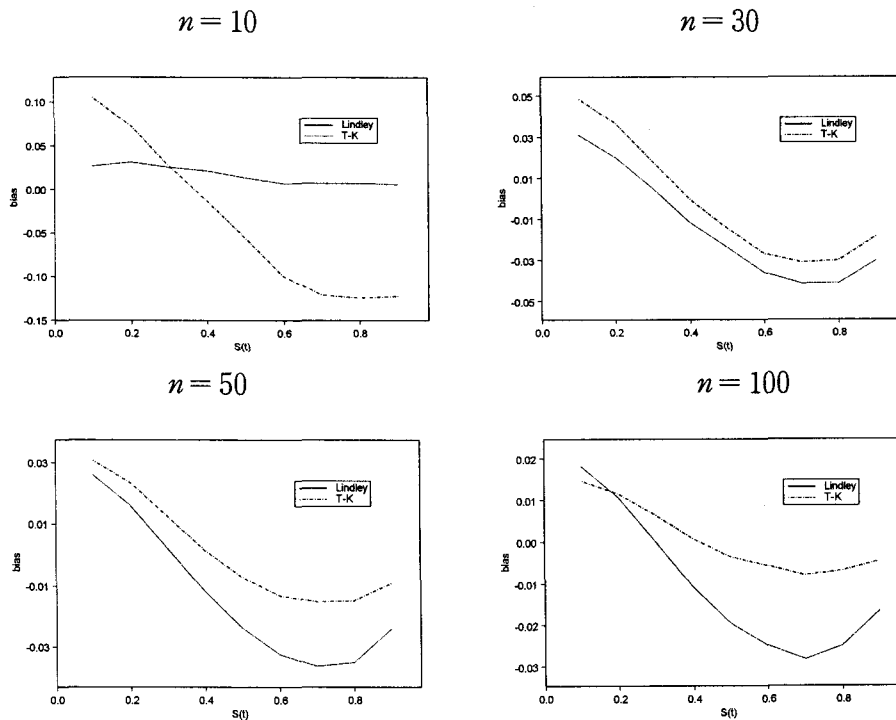 n = 10
n = 30
0.10
0.05
0.00
-0.05
-0.10
-0.15
bias
Lindley
T-K
0.0
0.2
0.4
0.6
0.8
S(t)
0.05
0.03
0.01
-0.01
-0.03
-0.05
bias
Lindley
T-K
0.0
0.2
0.4
0.6
0.8
S(t)
n = 50
n = 100
0.03
0.01
-0.01
-0.03
bias
Lindley
T-K
0.0
0.2
0.4
0.6
0.8
S(t)
0.02
0.01
0.00
-0.01
-0.02
-0.03
bias
Lindley
T-K
0.0
0.2
0.4
0.6
0.8
S(t)